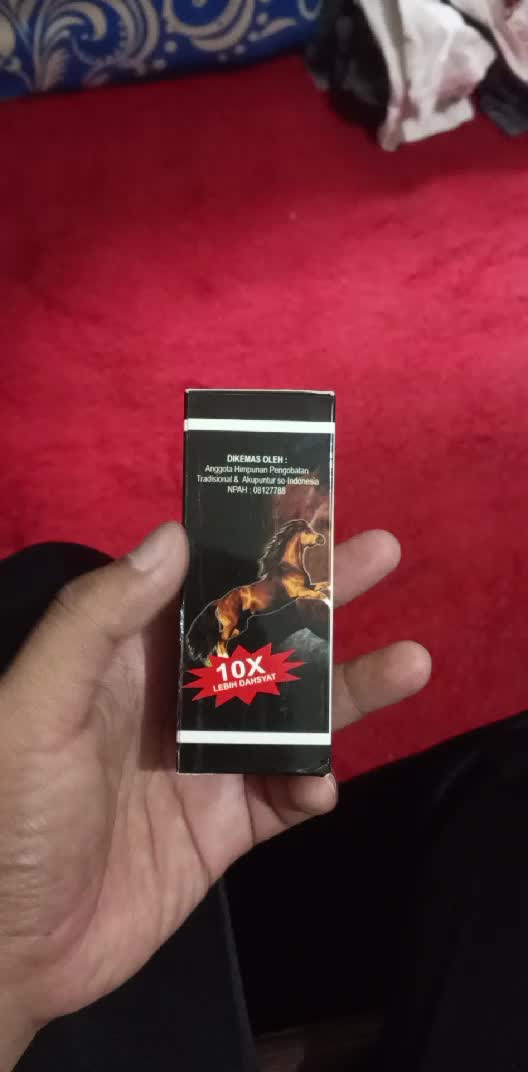 DIKEMAS OLEH :
Anggota Himpunan Pengobatan
Tradisional & Akupuntur se-Indonesia
NPAH : 08127788
10X
LEBIH DAHSYAT